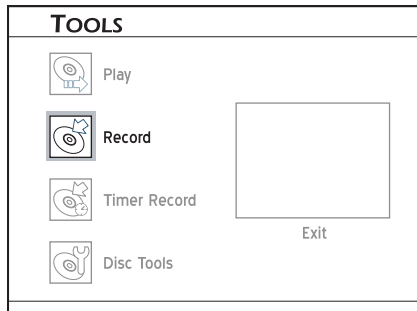 TOOLS
Play
Record
Timer Record
Exit
Disc Tools